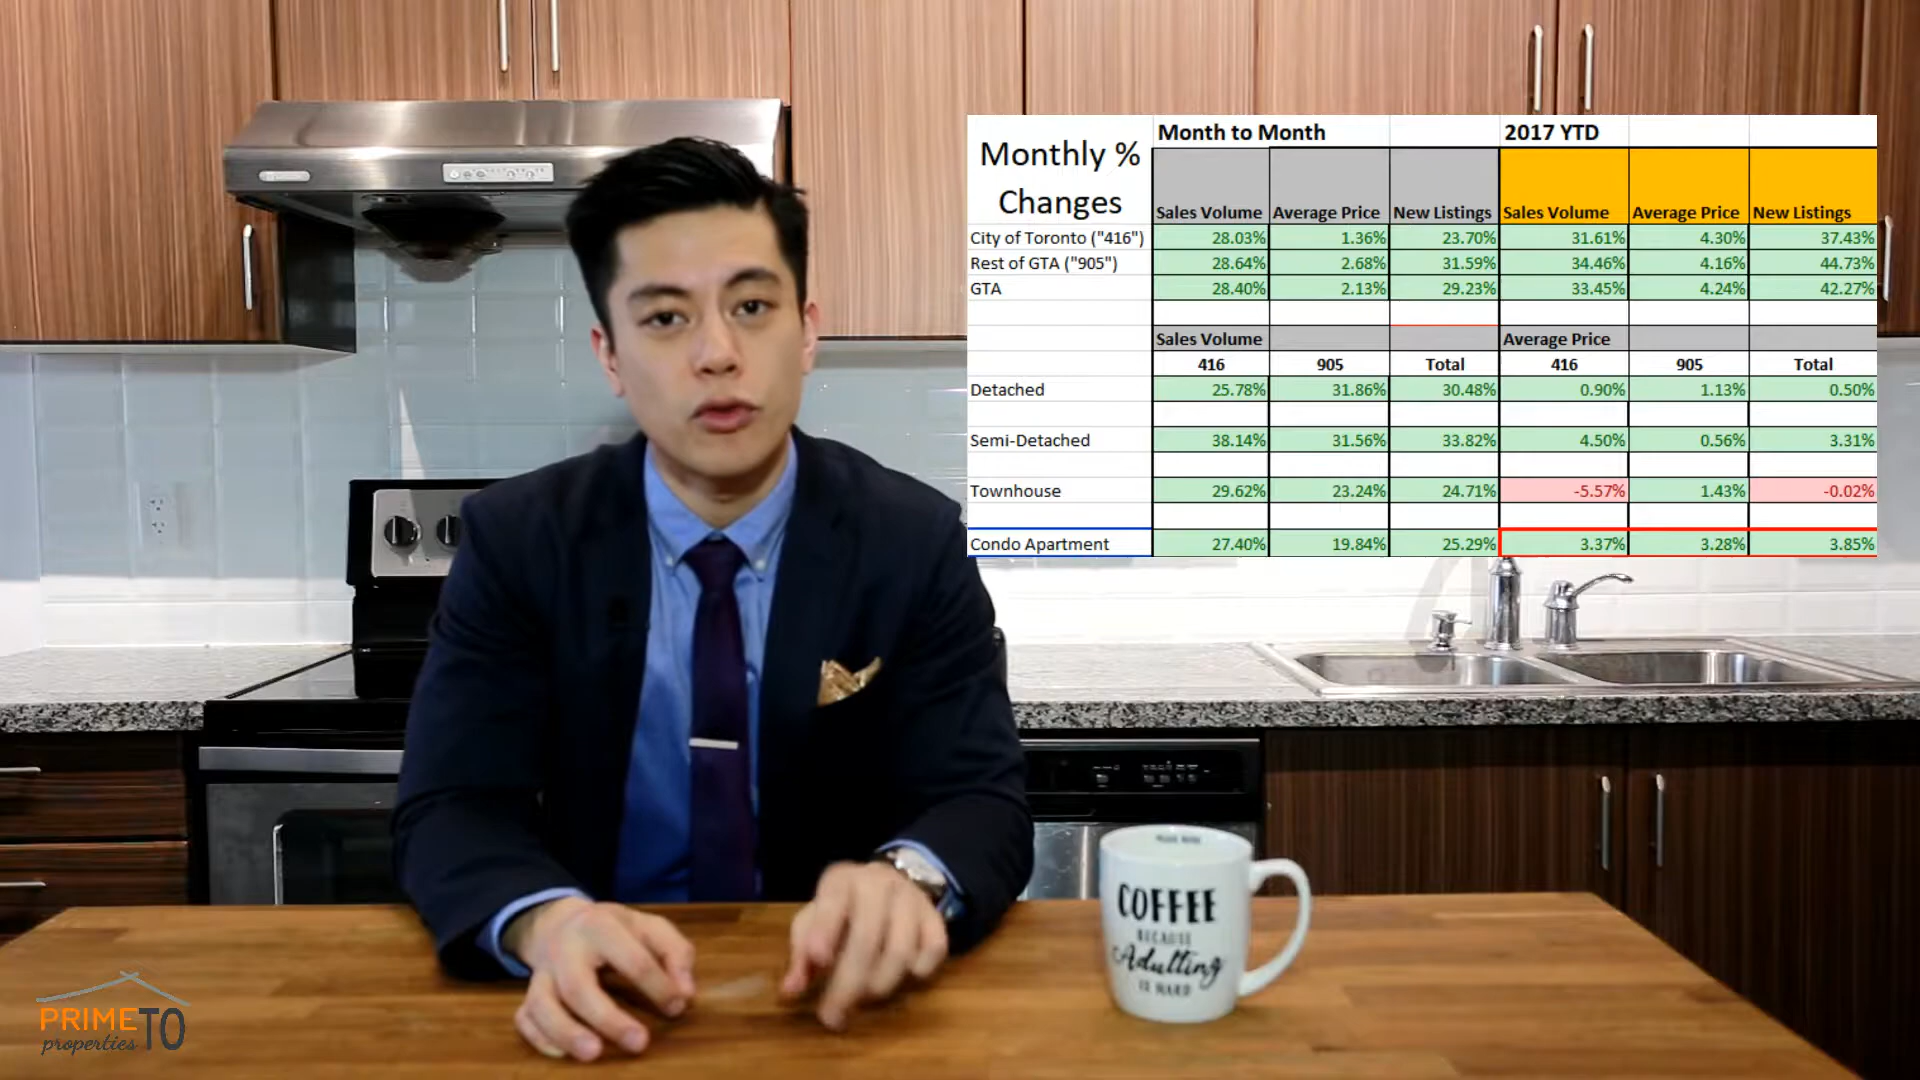 Month to Month 2017 YTD
Monthly %
Changes
Sales Volume Average Price New Listings Sales Volume Average Price New Listings
City of Toronto ("416") 28.03% 1.36% 23.70% 31.61% 4.30% 37.43%
Rest of GTA ("905") 28.64% 2.68% 31.59% 34.46% 4.16% 44.73%
GTA 28.40% 2.13% 29.23% 33.45% 4.24% 42.27%
Sales Volume Average Price
416 905 Total 416 905 Total
Detached 25.78% 31.86% 30.48% 0.90% 1.13% 0.50%
Semi-Detached 38.14% 31.56% 33.82% 4.50% 0.56% 3.31%
Townhouse 29.62% 23.24% 24.71% -5.57% 1.43% -0.02%
Condo Apartment 27.40% 19.84% 25.29% 3.37% 3.28% 3.85%
COFFEE
BECAUSE
Adulting
IS HARD
PRIME TO
properties